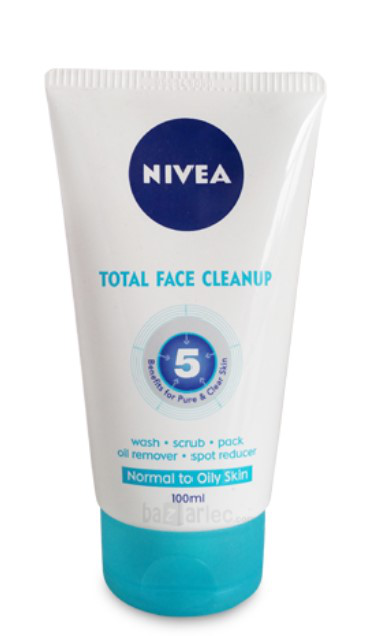 NIVEA
TOTAL FACE CLEANUP
5
Benefits for Pure & Clear Skin
wash • scrub • pack
oil remover • spot reducer
Normal to Oily Skin
100ml